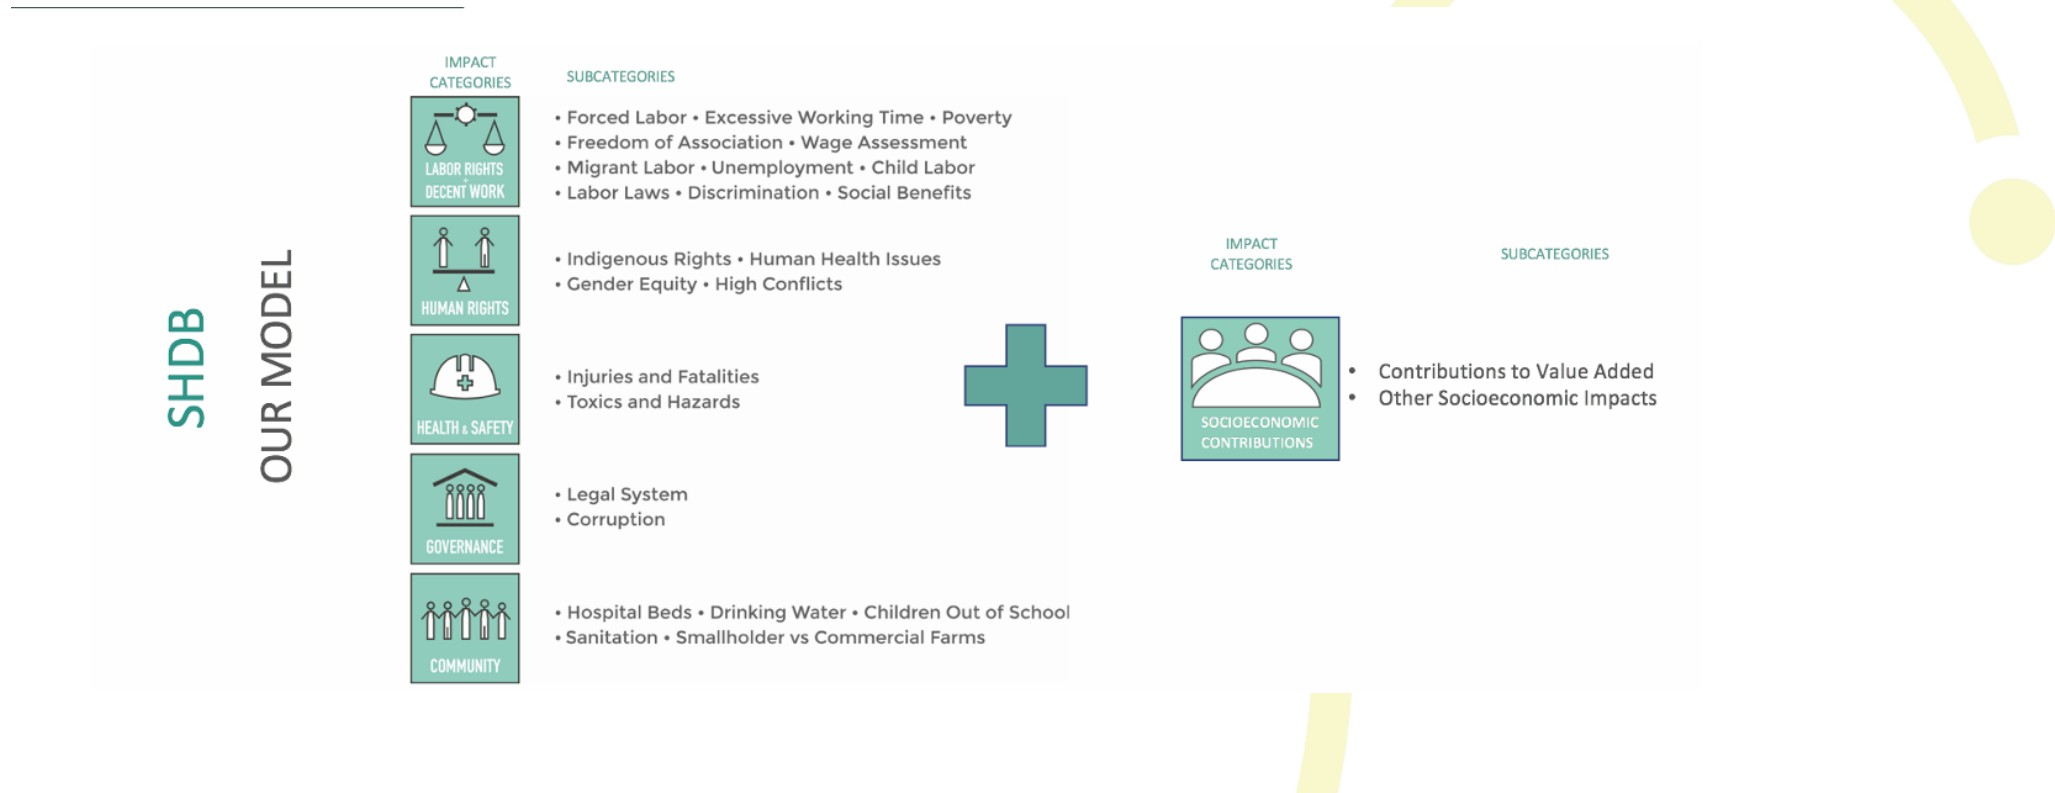 SHDB
OUR MODEL
IMPACT
CATEGORIES
SUBCATEGORIES
LABOR RIGHTS
+
DECENT WORK
• Forced Labor • Excessive Working Time • Poverty
• Freedom of Association • Wage Assessment
• Migrant Labor • Unemployment • Child Labor
• Labor Laws • Discrimination • Social Benefits
HUMAN RIGHTS
• Indigenous Rights • Human Health Issues
• Gender Equity • High Conflicts
HEALTH & SAFETY
• Injuries and Fatalities
• Toxics and Hazards
GOVERNANCE
• Legal System
• Corruption
COMMUNITY
• Hospital Beds • Drinking Water • Children Out of School
• Sanitation • Smallholder vs Commercial Farms
IMPACT
CATEGORIES
SUBCATEGORIES
SOCIOECONOMIC
CONTRIBUTIONS
• Contributions to Value Added
• Other Socioeconomic Impacts